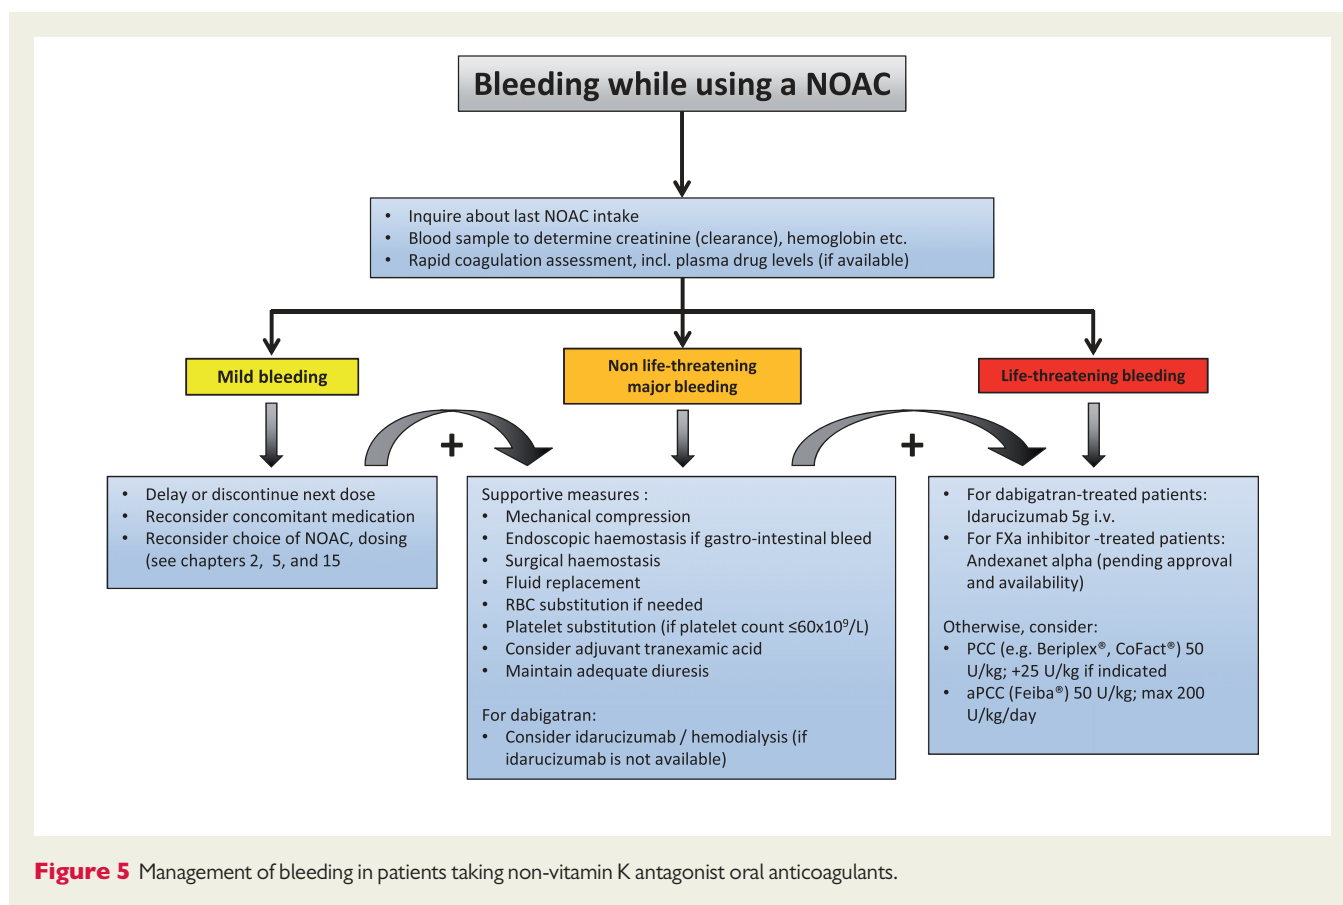 Bleeding while using a NOAC
• Inquire about last NOAC intake
• Blood sample to determine creatinine (clearance), hemoglobin etc.
• Rapid coagulation assessment, incl. plasma drug levels (if available)
Mild bleeding
Non life-threatening
major bleeding
Life-threatening bleeding
+
+
• Delay or discontinue next dose
• Reconsider concomitant medication
• Reconsider choice of NOAC, dosing
(see chapters 2, 5, and 15
Supportive measures :
• Mechanical compression
• Endoscopic haemostasis if gastro-intestinal bleed
• Surgical haemostasis
• Fluid replacement
• RBC substitution if needed
• Platelet substitution (if platelet count ≤60x10⁹/L)
• Consider adjuvant tranexamic acid
• Maintain adequate diuresis
For dabigatran:
• Consider idarucizumab / hemodialysis (if
idarucizumab is not available)
• For dabigatran-treated patients:
Idarucizumab 5g i.v.
• For FXa inhibitor -treated patients:
Andexanet alpha (pending approval
and availability)
Otherwise, consider:
• PCC (e.g. Beriplex®, CoFact®) 50
U/kg; +25 U/kg if indicated
• aPCC (Feiba®) 50 U/kg; max 200
U/kg/day
Figure 5 Management of bleeding in patients taking non-vitamin K antagonist oral anticoagulants.